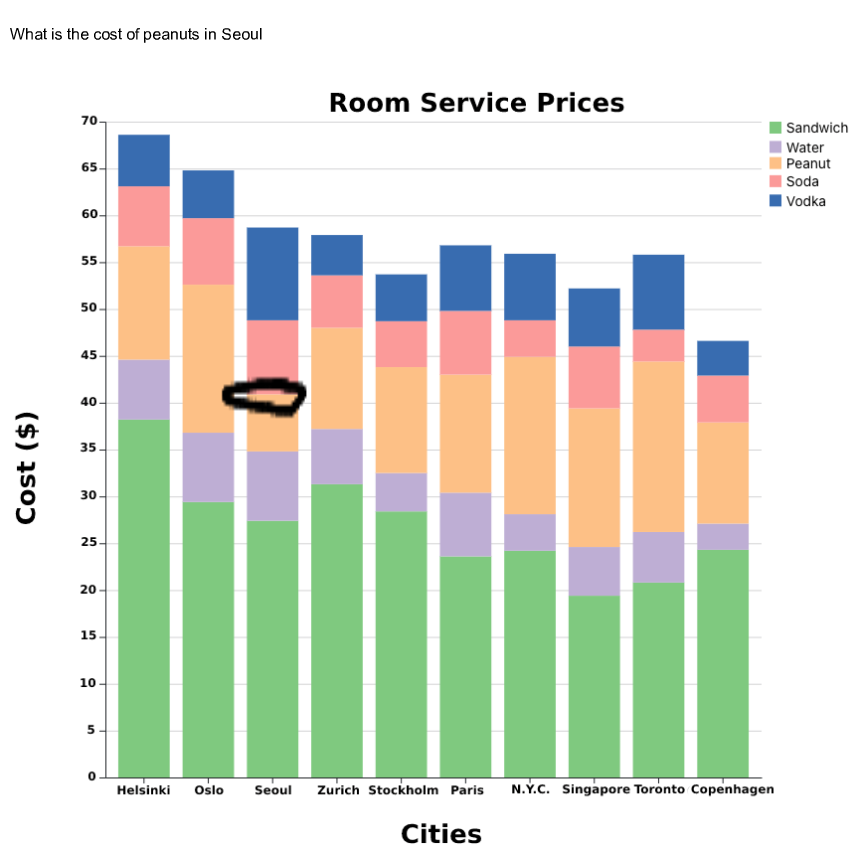 What is the cost of peanuts in Seoul
Room Service Prices
70
65
60
55
50
45
40
35
30
25
20
15
10
5
0
Cost ($)
Sandwich
Water
Peanut
Soda
Vodka
Helsinki Oslo Seoul Zurich Stockholm Paris N.Y.C. Singapore Toronto Copenhagen
Cities